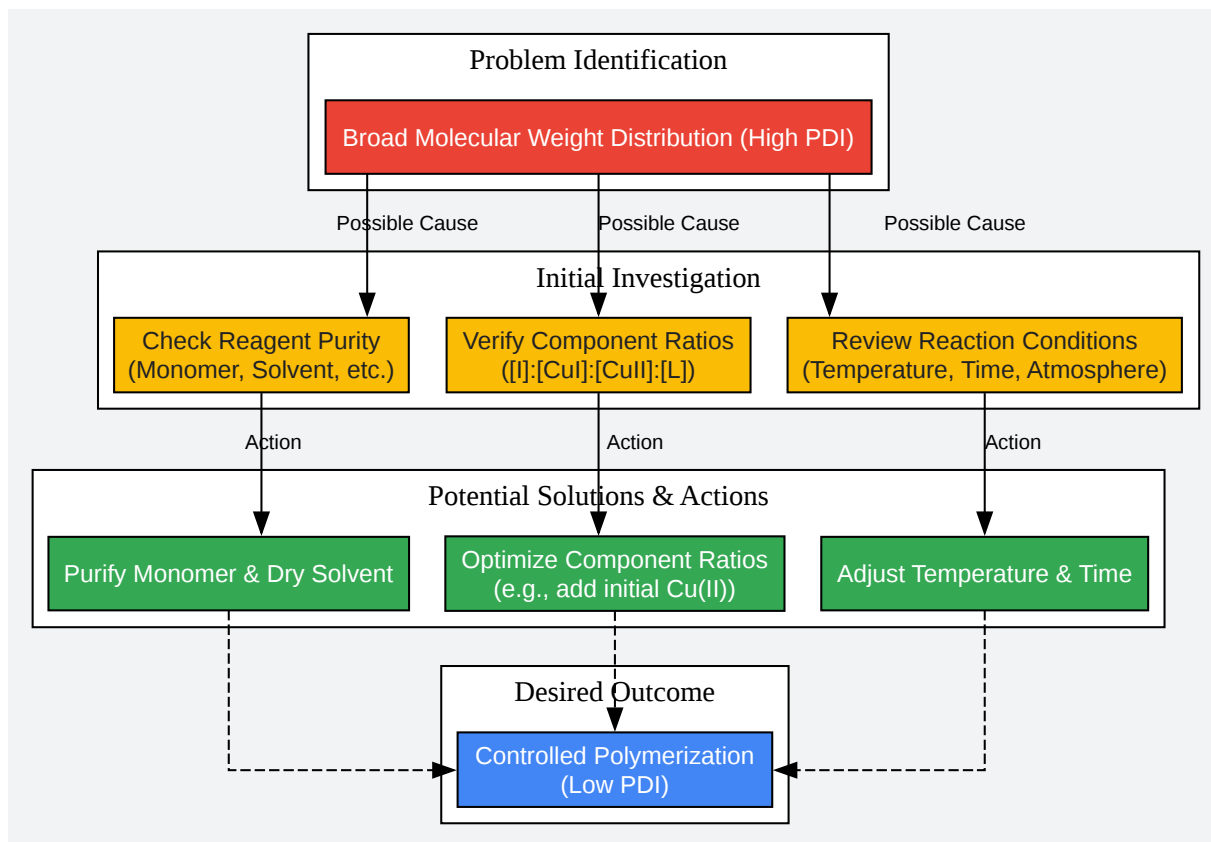 Problem Identification
Broad Molecular Weight Distribution (High PDI)
Possible Cause
Possible Cause
Possible Cause
Initial Investigation
Check Reagent Purity
(Monomer, Solvent, etc.)
Verify Component Ratios
([I]:[CuI]:[CuII]:[L])
Review Reaction Conditions
(Temperature, Time, Atmosphere)
Action
Action
Action
Potential Solutions & Actions
Purify Monomer & Dry Solvent
Optimize Component Ratios
(e.g., add initial Cu(II))
Adjust Temperature & Time
Desired Outcome
Controlled Polymerization
(Low PDI)